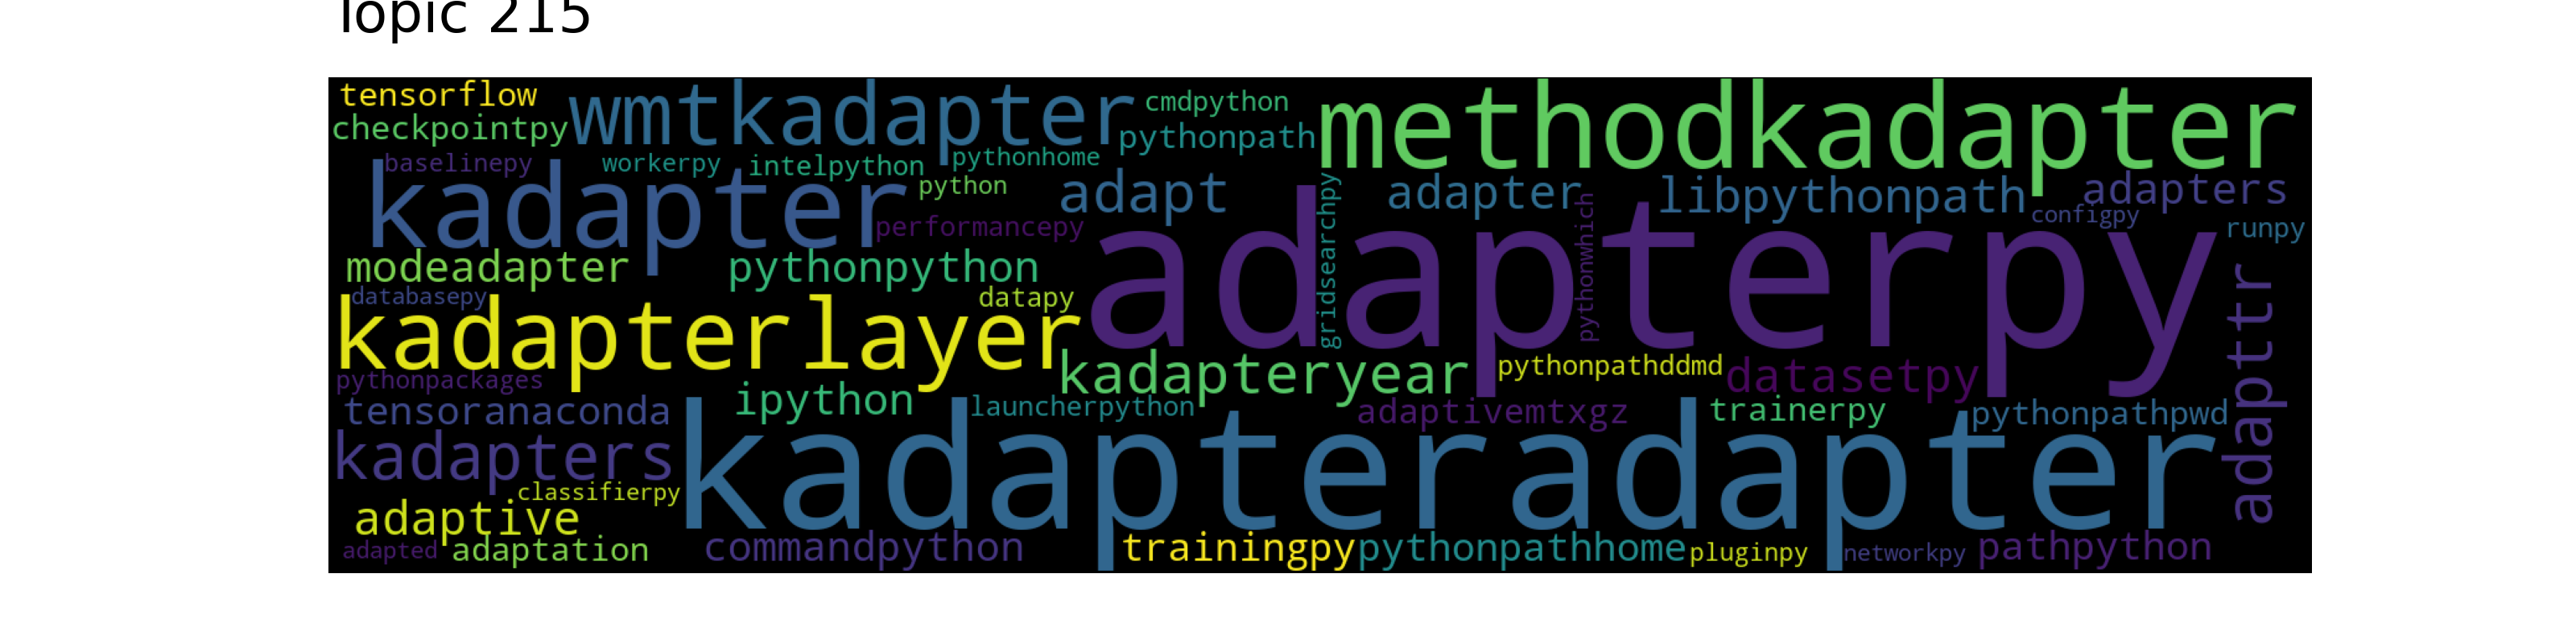 Topic 215
tensorflow
wmtkadapter
cmdpython
methodkadapter
checkpointpy
pythonpath
baselinepy
workerpy
intelpython
pythonhome
kadapter
python
adapt
gridsearchpy
adapter
pythonwhich
libpythonpath
adapters
configpy
runpy
performancepy
modeadapter
pythonpython
adapterpy
databasepy
datapy
kadapterlayer
adapttr
kadapteryear
pythonpathddmd
datasetpy
pythonpackages
ipython
tensoranaconda
launcherpython
adaptivemtxgz
trainerpy
pythonpathpwd
kadapters
kadapteradapter
classifierpy
adaptive
adapted
adaptation
commandpython
trainingpy
pythonpathhome
pluginpy
networkpy
pathpython